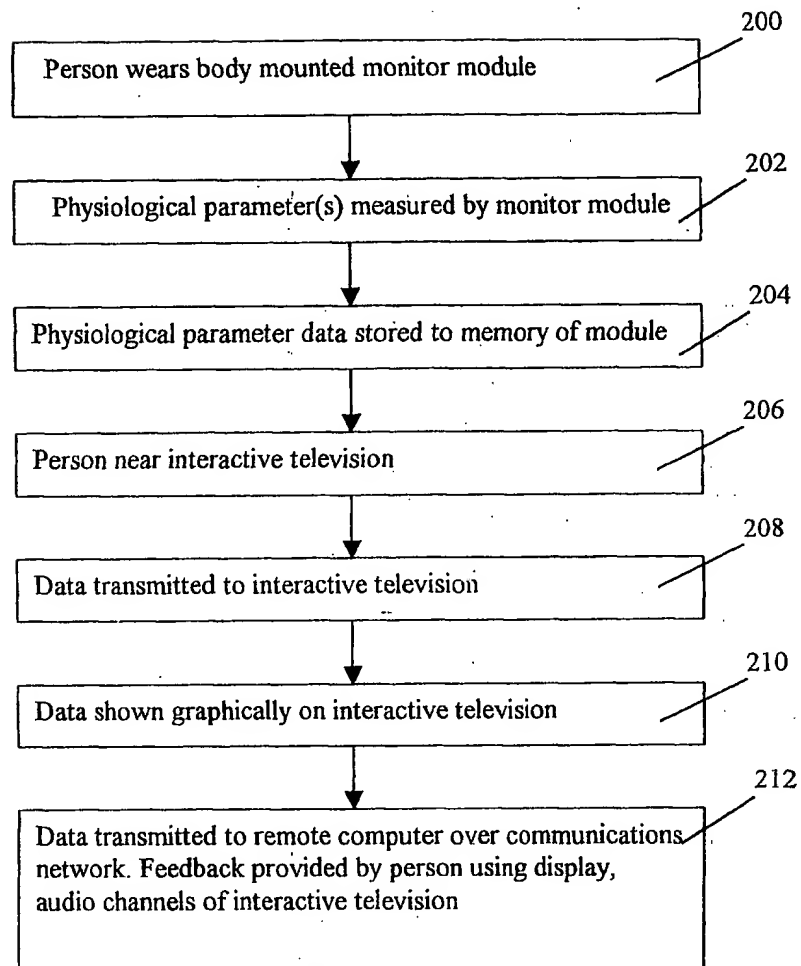 200
Person wears body mounted monitor module
202
Physiological parameter(s) measured by monitor module
204
Physiological parameter data stored to memory of module
206
Person near interactive television
208
Data transmitted to interactive television
210
Data shown graphically on interactive television
212
Data transmitted to remote computer over communications
network. Feedback provided by person using display,
audio channels of interactive television